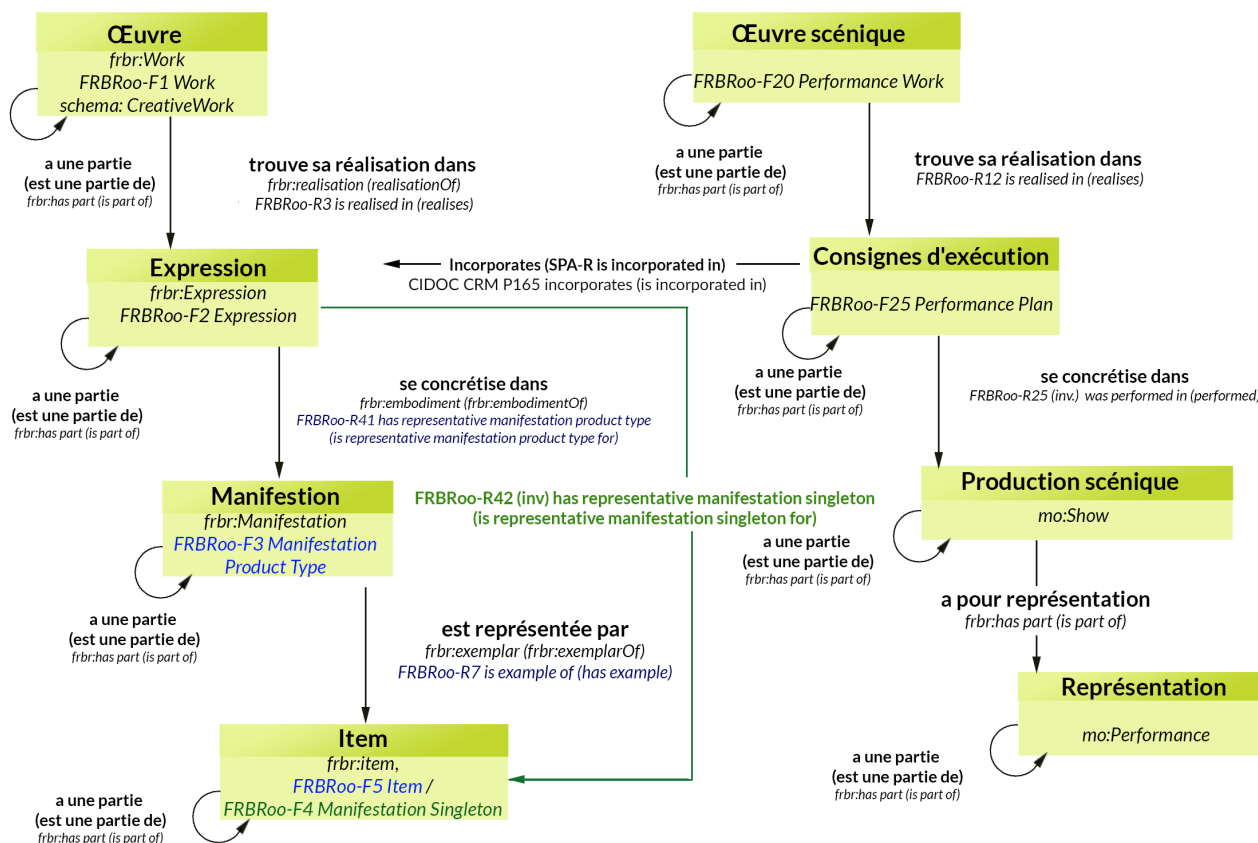 Œuvre
frbr:Work
FRBRoo-F1 Work
schema: CreativeWork
a une partie
(est une partie de)
frbr:has part (is part of)
trouve sa réalisation dans
frbr:realisation (realisationOf)
FRBRoo-R3 is realised in (realises)
Œuvre scénique
FRBRoo-F20 Performance Work
a une partie
(est une partie de)
frbr:has part (is part of)
trouve sa réalisation dans
FRBRoo-R12 is realised in (realises)
Expression
frbr:Expression
FRBRoo-F2 Expression
Incorporates (SPA-R is incorporated in)
CIDOC CRM P165 incorporates (is incorporated in)
Consignes d'exécution
FRBRoo-F25 Performance Plan
a une partie
(est une partie de)
frbr:has part (is part of)
se concrétise dans
frbr:embodiment (frbr:embodimentOf)
FRBRoo-R41 has representative manifestation product type
(is representative manifestation product type for)
a une partie
(est une partie de)
frbr:has part (is part of)
se concrétise dans
FRBRoo-R25 (inv.) was performed in (performed)
Manifestion
frbr:Manifestation
FRBRoo-F3 Manifestation
Product Type
FRBRoo-R42 (inv) has representative manifestation singleton
(is representative manifestation singleton for)
Production scénique
mo:Show
a une partie
(est une partie de)
frbr:has part (is part of)
a une partie
(est une partie de)
frbr:has part (is part of)
est représentée par
frbr:exemplar (frbr:exemplarOf)
FRBRoo-R7 is example of (has example)
a pour représentation
frbr:has part (is part of)
Représentation
mo:Performance
Item
frbr:item,
FRBRoo-F5 Item /
FRBRoo-F4 Manifestation Singleton
a une partie
(est une partie de)
frbr:has part (is part of)
a une partie
(est une partie de)
frbr:has part (is part of)